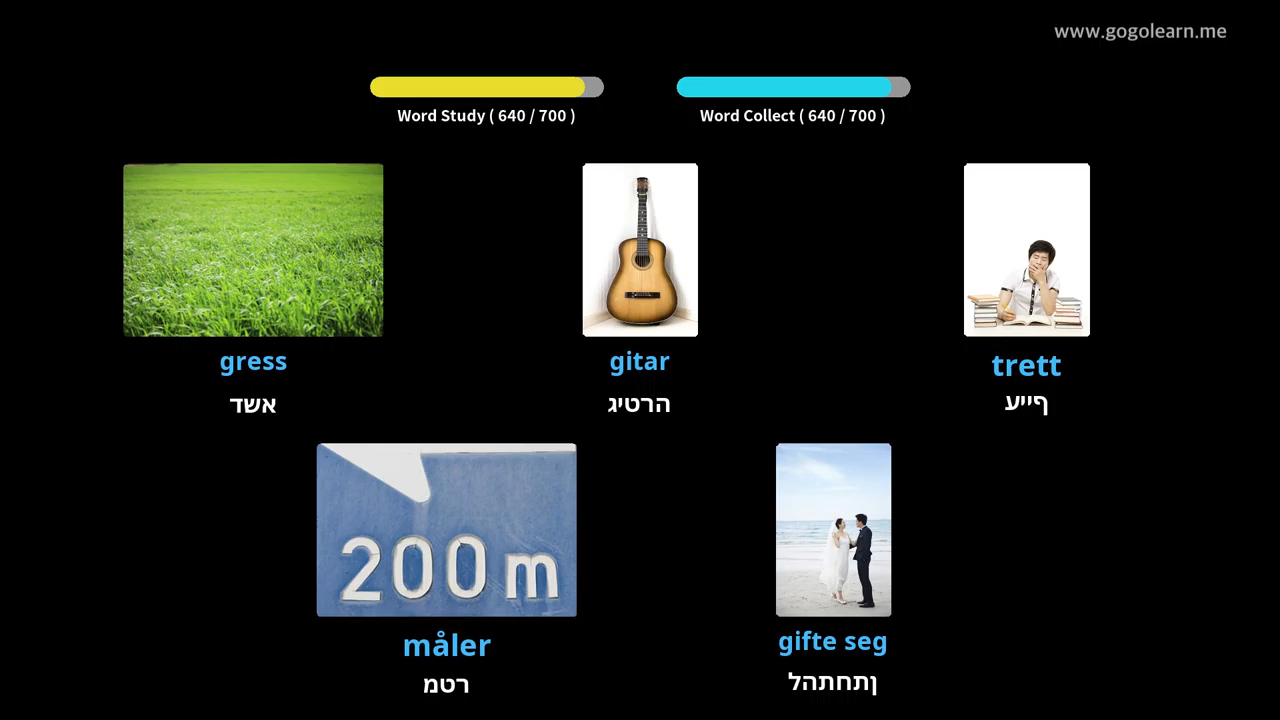 www.gogolearn.me
Word Study ( 640 / 700 )
Word Collect ( 640 / 700 )
gress
דשא
gitar
גיטרה
trett
עייף
200 m
måler
מטר
gifte seg
להתחתן